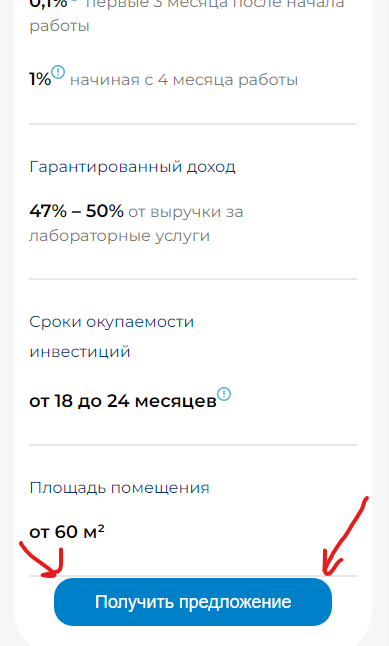 0,1% первые 3 месяца после начала
работы
1% начиная с 4 месяца работы
Гарантированный доход
47% – 50% от выручки за
лабораторные услуги
Сроки окупаемости
инвестиций
от 18 до 24 месяцев
Площадь помещения
от 60 м²
Получить предложение